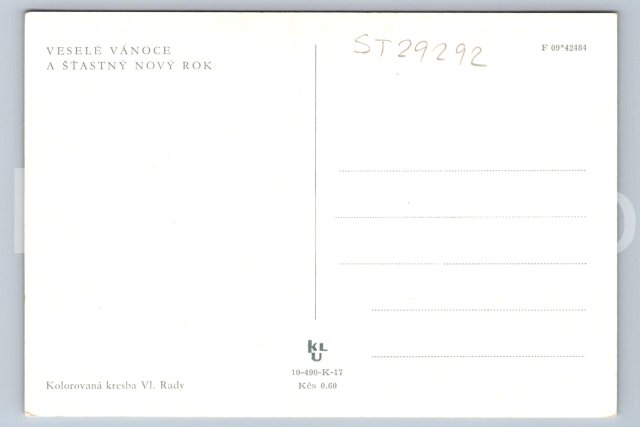 VESELÉ VÁNOCE
A ŠŤASTNÝ NOVÝ ROK
ST29292
F 09*42484
KLU
10-490-K-17
Kčs 0.60
Kolorovaná kresba Vl. Rady